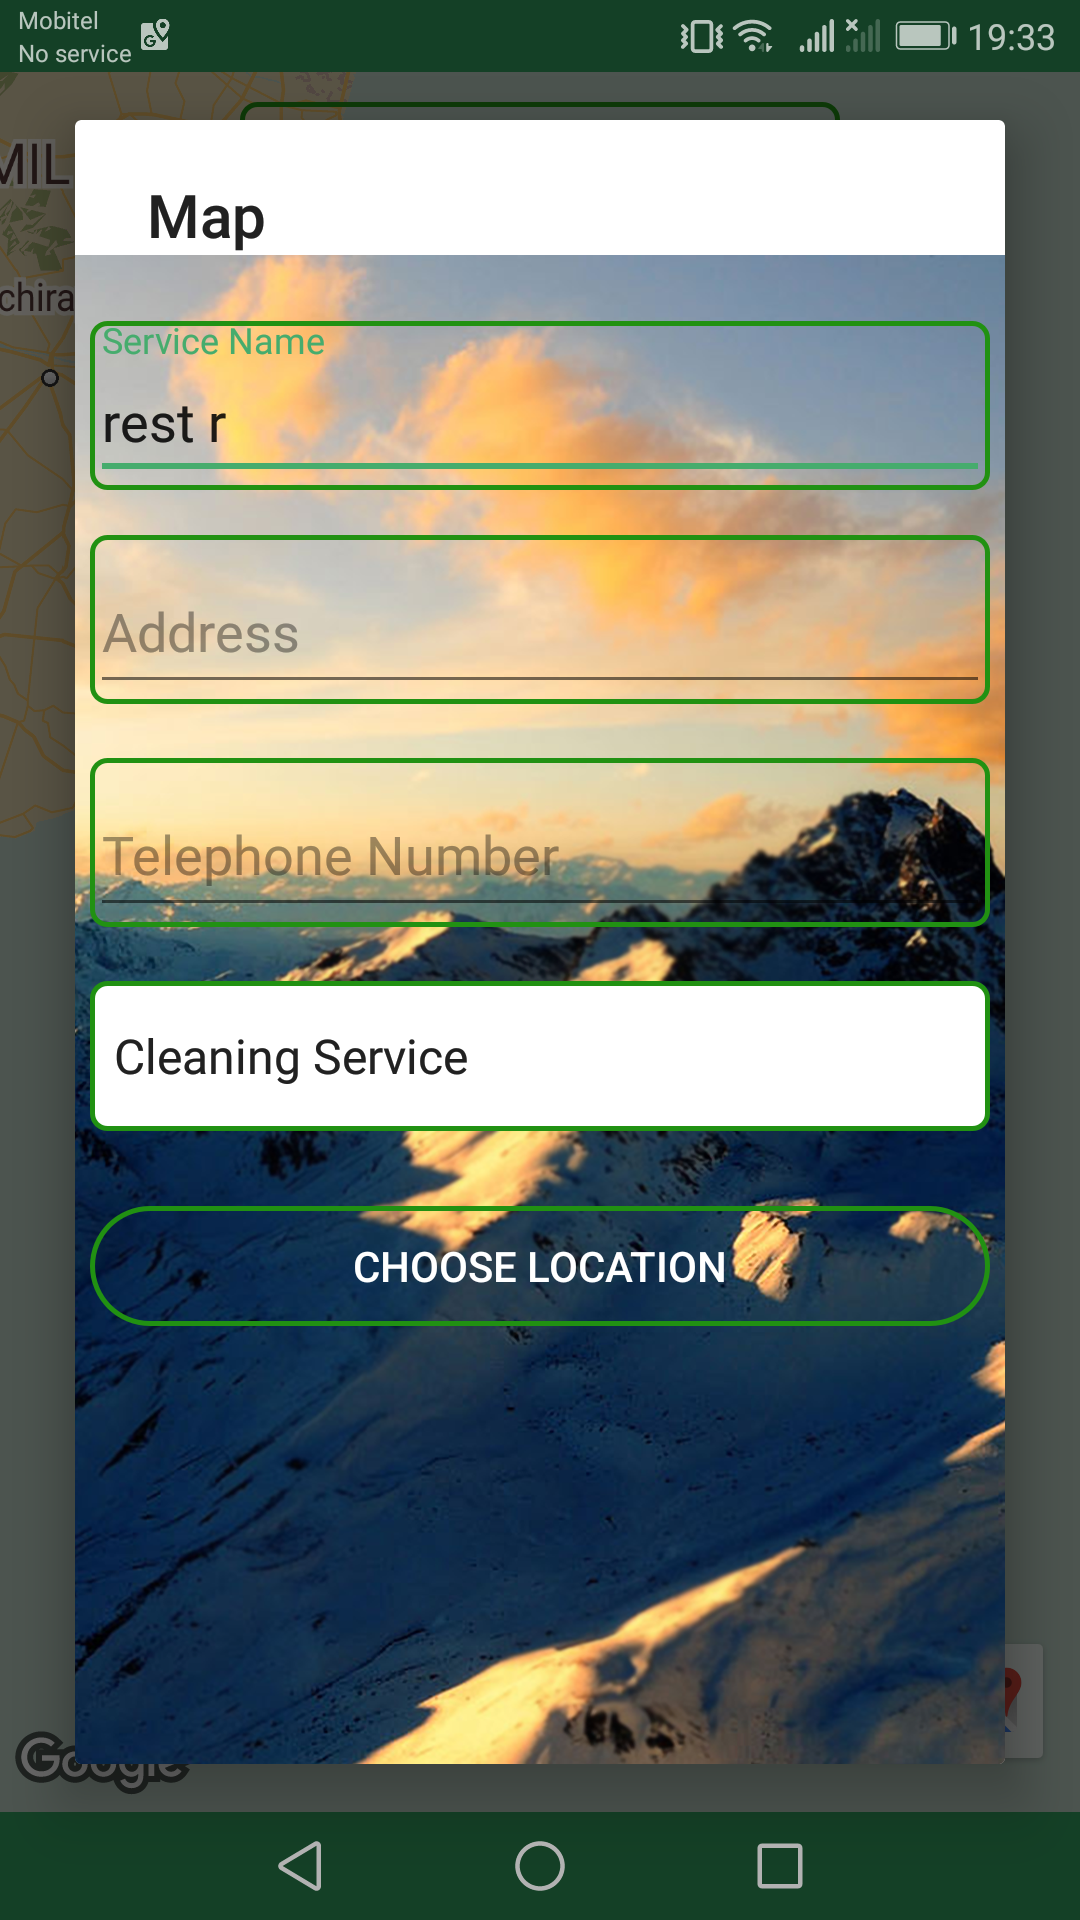 Mobitel
No service
19:33
MIL
Map
chira
Service Name
rest r
Address
Telephone Number
Cleaning Service
CHOOSE LOCATION
Google